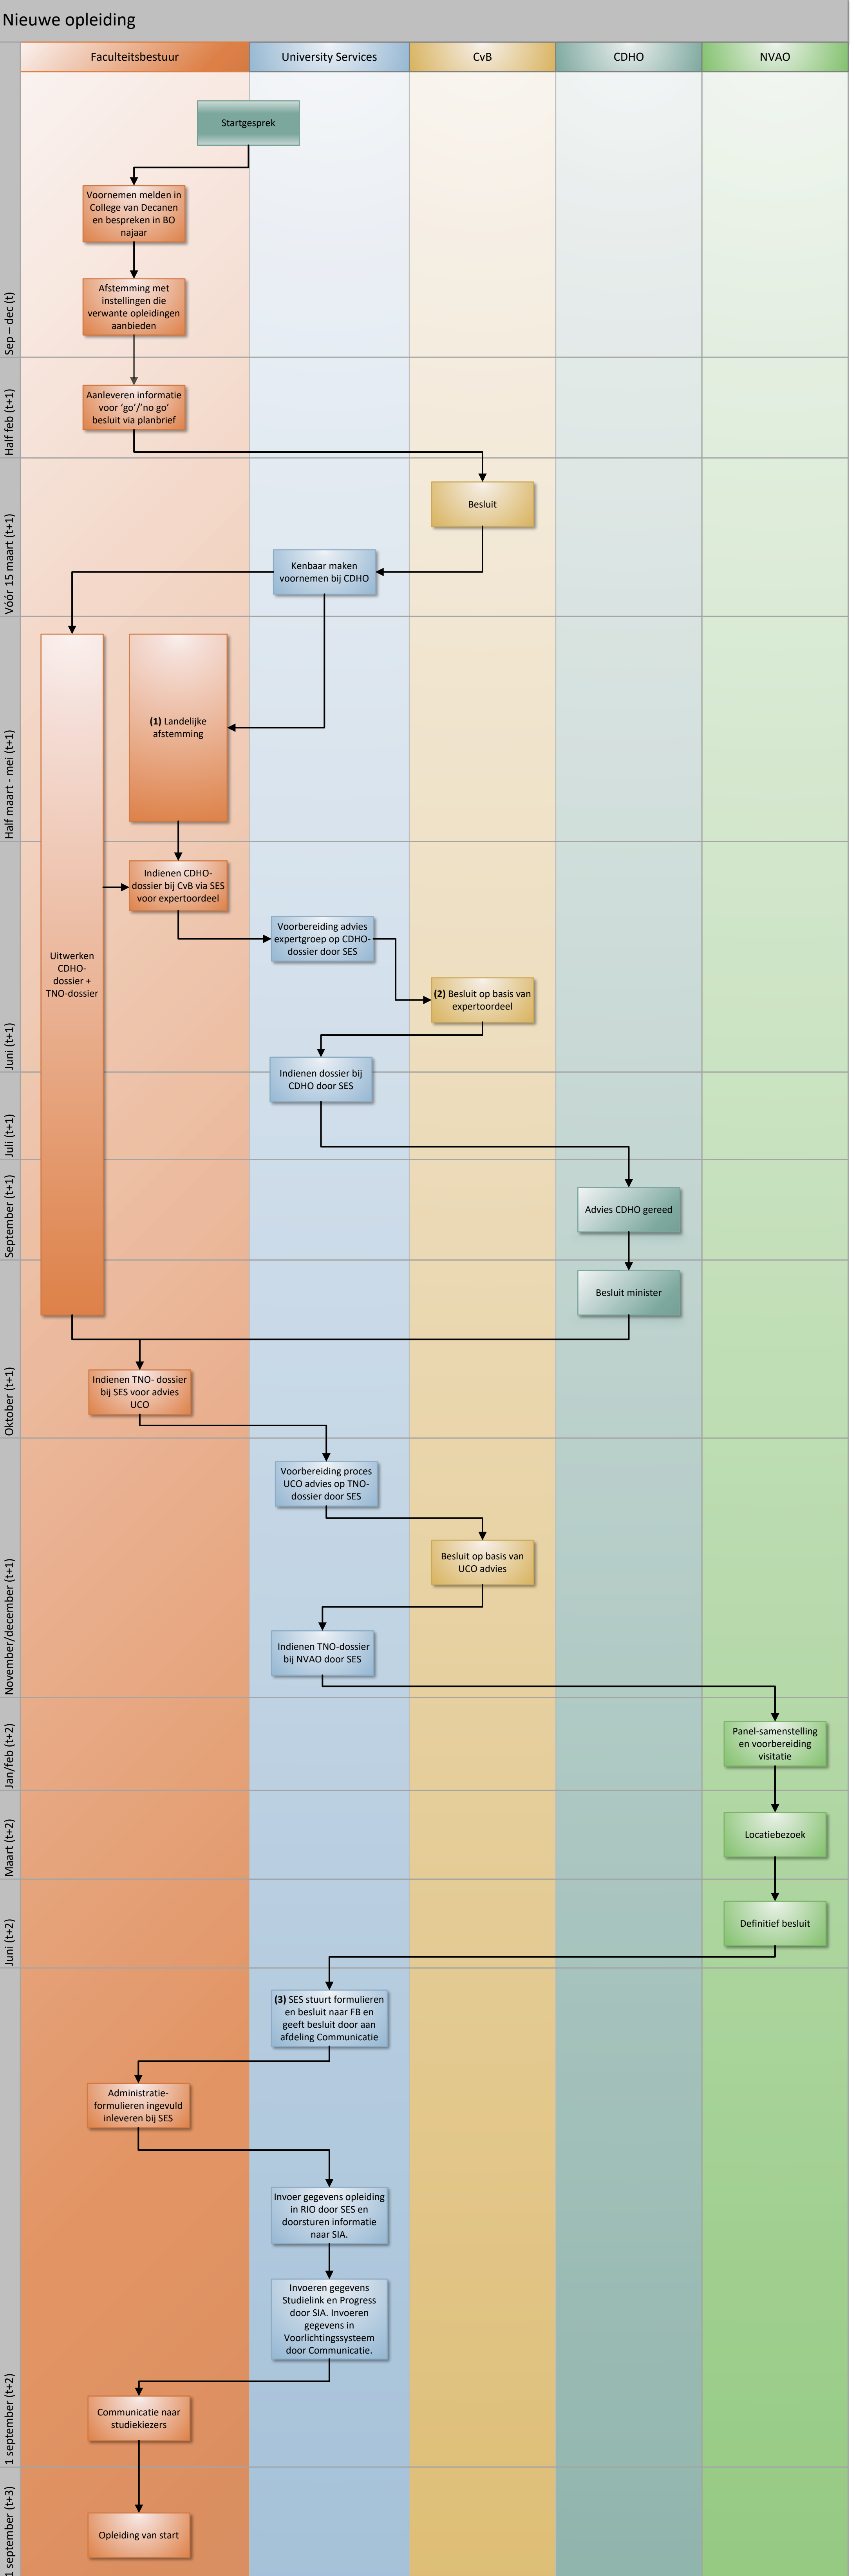 Nieuwe opleiding
Faculteitsbestuur
University Services
CvB
CDHO
NVAO
Sep – dec (t)
Startgesprek
Voornemen melden in
College van Decanen
en bespreken in BO
najaar
Afstemming met
instellingen die
verwante opleidingen
aanbieden
Half feb (t+1)
Aanleveren informatie
voor ‘go’/’no go’
besluit via planbrief
Vóór 15 maart (t+1)
Besluit
Kenbaar maken
voornemen bij CDHO
Half maart - mei (t+1)
(1) Landelijke
afstemming
Uitwerken
CDHO-
dossier +
TNO-dossier
Juni (t+1)
Indienen CDHO-
dossier bij CvB via SES
voor expertoordeel
Voorbereiding advies
expertgroep op CDHO-
dossier door SES
(2) Besluit op basis van
expertoordeel
Indienen dossier bij
CDHO door SES
Juli (t+1)
September (t+1)
Advies CDHO gereed
Oktober (t+1)
Besluit minister
Indienen TNO- dossier
bij SES voor advies
UCO
November/december (t+1)
Voorbereiding proces
UCO advies op TNO-
dossier door SES
Besluit op basis van
UCO advies
Indienen TNO-dossier
bij NVAO door SES
Jan/feb (t+2)
Panel-samenstelling
en voorbereiding
visitatie
Maart (t+2)
Locatiebezoek
Juni (t+2)
Definitief besluit
1 september (t+2)
(3) SES stuurt formulieren
en besluit naar FB en
geeft besluit door aan
afdeling Communicatie
Administratie-
formulieren ingevuld
inleveren bij SES
Invoer gegevens opleiding
in RIO door SES en
doorsturen informatie
naar SIA.
Invoeren gegevens
Studielink en Progress
door SIA. Invoeren
gegevens in
Voorlichtingssysteem
door Communicatie.
Communicatie naar
studiekiezers
1 september (t+3)
Opleiding van start